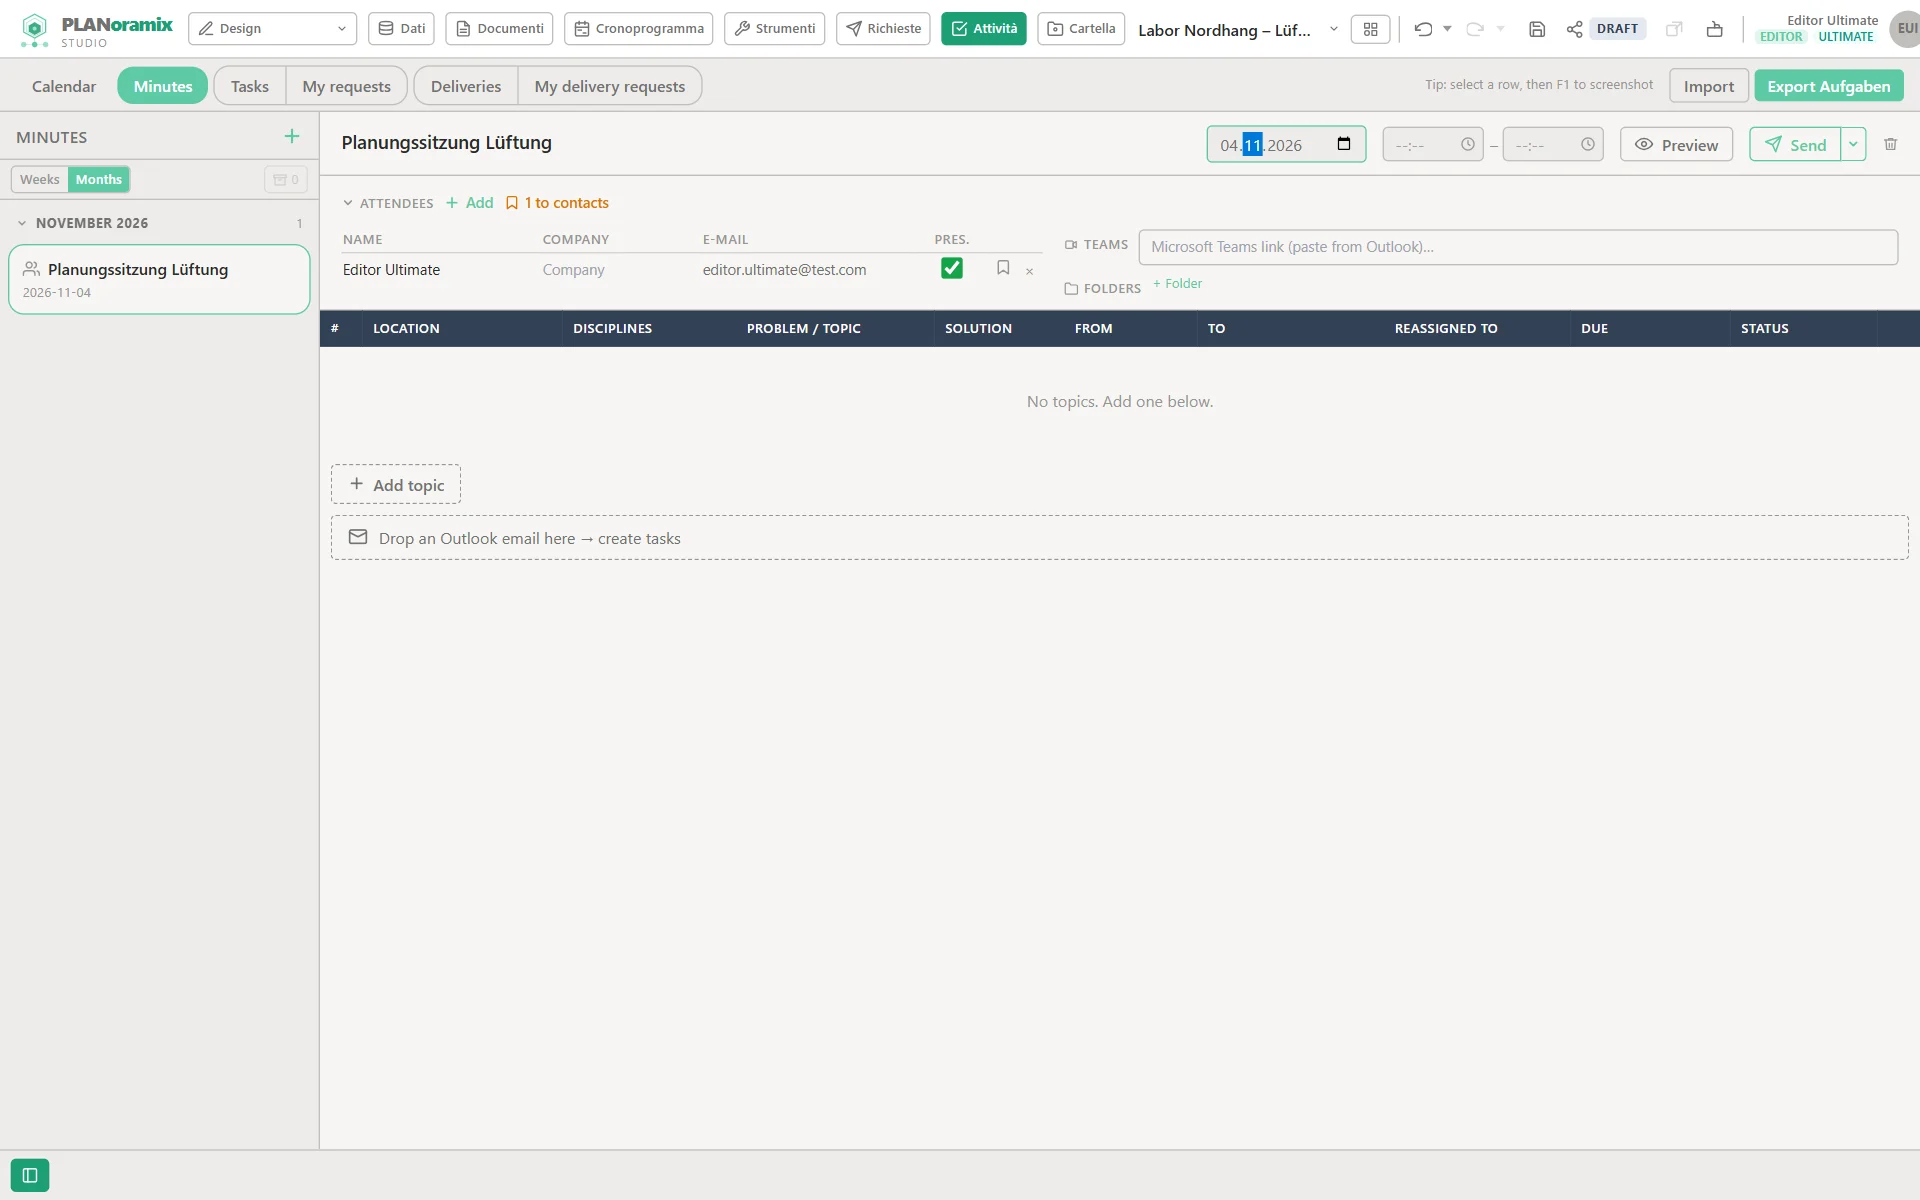 PLANoramix
STUDIO
Design
Dati
Documenti
Cronoprogramma
Strumenti
Richieste
Attività
Cartella
Labor Nordhang – Lüf...
DRAFT
Editor Ultimate
EDITOR ULTIMATE
EUI
Calendar
Minutes
Tasks
My requests
Deliveries
My delivery requests
Tip: select a row, then F1 to screenshot
Import
Export Aufgaben
MINUTES
Weeks
Months
0
NOVEMBER 2026
1
Planungssitzung Lüftung
2026-11-04
Planungssitzung Lüftung
04.11.2026
--:--
–
--:--
Preview
Send
ATTENDEES
Add
1 to contacts
NAME COMPANY E-MAIL PRES.
Editor Ultimate Company editor.ultimate@test.com
TEAMS
Microsoft Teams link (paste from Outlook)...
FOLDERS
+ Folder
# LOCATION DISCIPLINES PROBLEM / TOPIC SOLUTION FROM TO REASSIGNED TO DUE STATUS
No topics. Add one below.
+ Add topic
Drop an Outlook email here → create tasks